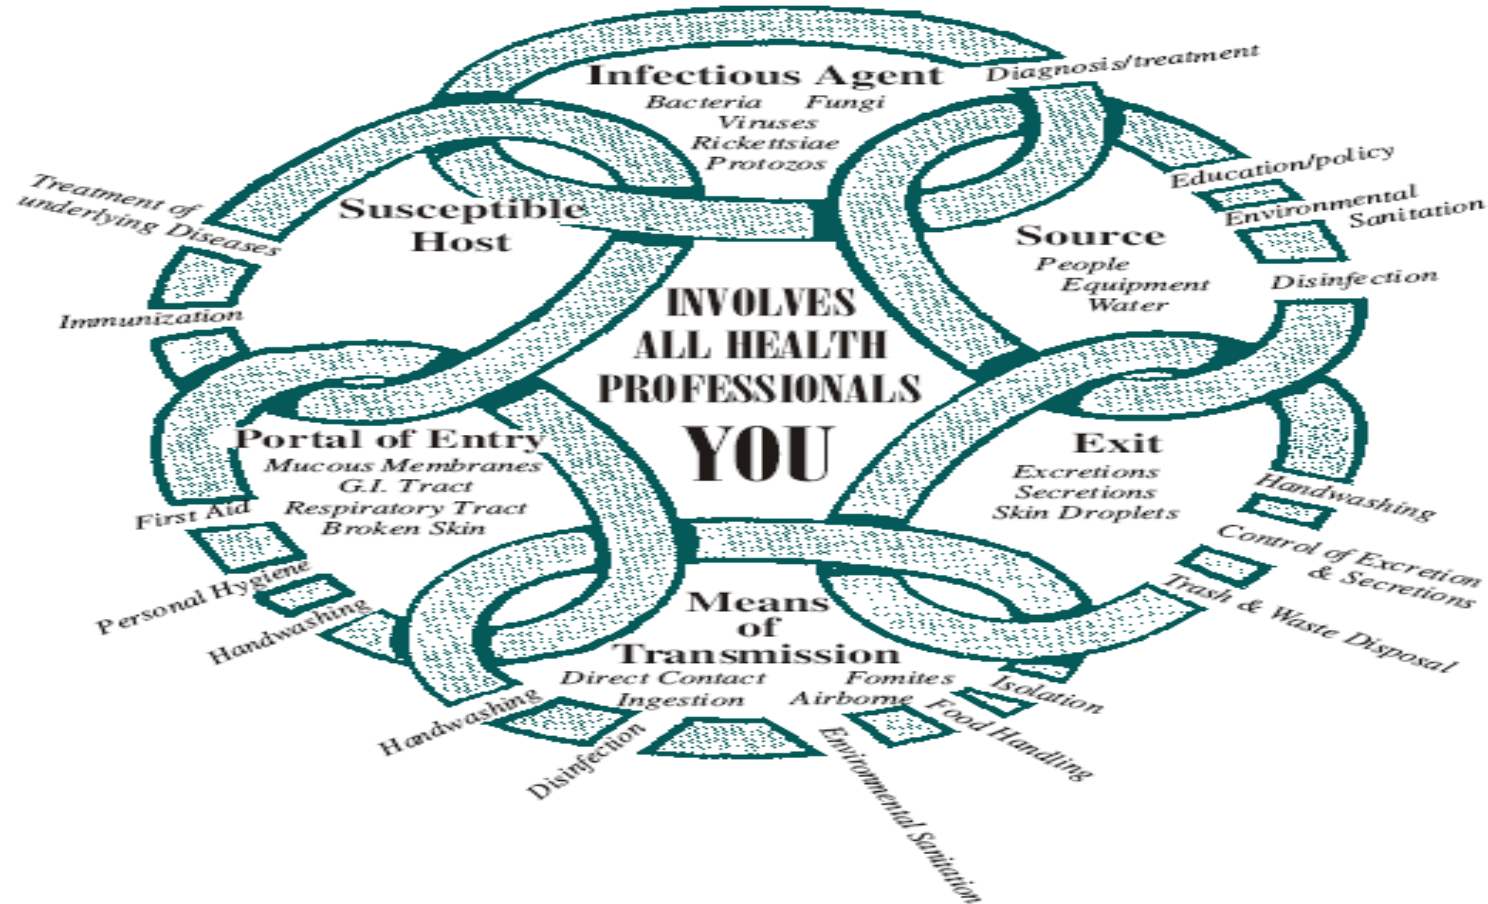 Infectious Agent
Bacteria Fungi
Viruses
Rickettsiae
Protozos
Diagnosis/treatment
Education/policy
Environmental
Sanitation
Disinfection
Source
People
Equipment
Water
Exit
Excretions
Secretions
Skin Droplets
Handwashing
Control of Excretion
& Secretions
Trash & Waste Disposal
Means
of
Transmission
Direct Contact Fomites
Ingestion Airborne
Isolation
Food Handling
Environmental Sanitation
Disinfection
Handwashing
Portal of Entry
Mucous Membranes
G.I. Tract
Respiratory Tract
Broken Skin
Handwashing
Personal Hygiene
First Aid
Susceptible
Host
Immunization
Treatment of
underlying Diseases
INVOLVES
ALL HEALTH
PROFESSIONALS
YOU